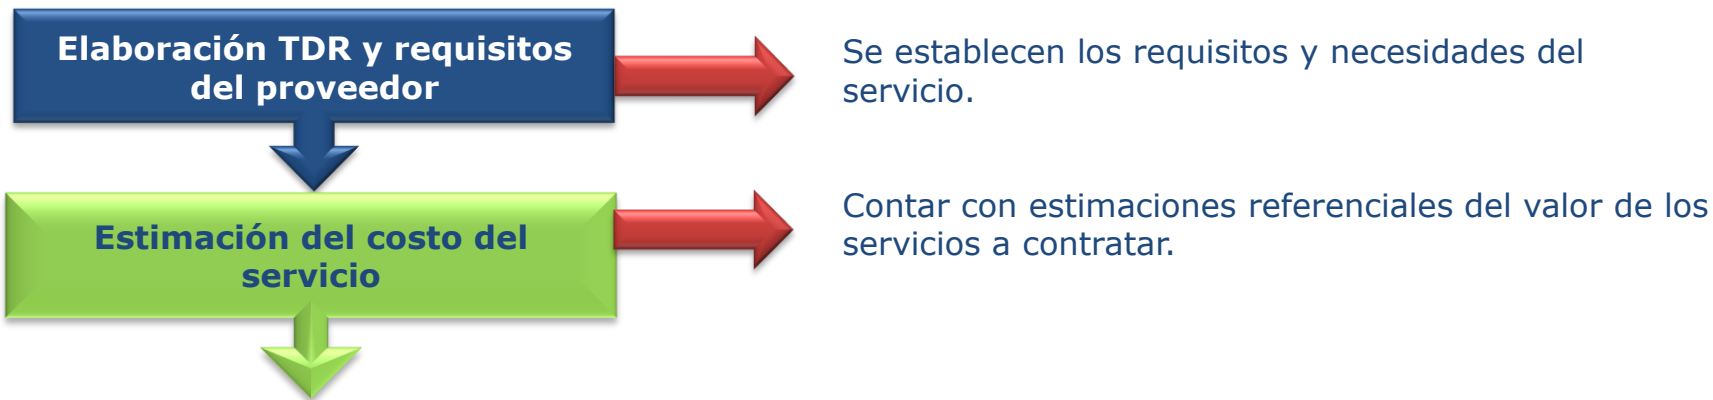 Elaboración TDR y requisitos
del proveedor
Se establecen los requisitos y necesidades del
servicio.
Estimación del costo del
servicio
Contar con estimaciones referenciales del valor de los
servicios a contratar.